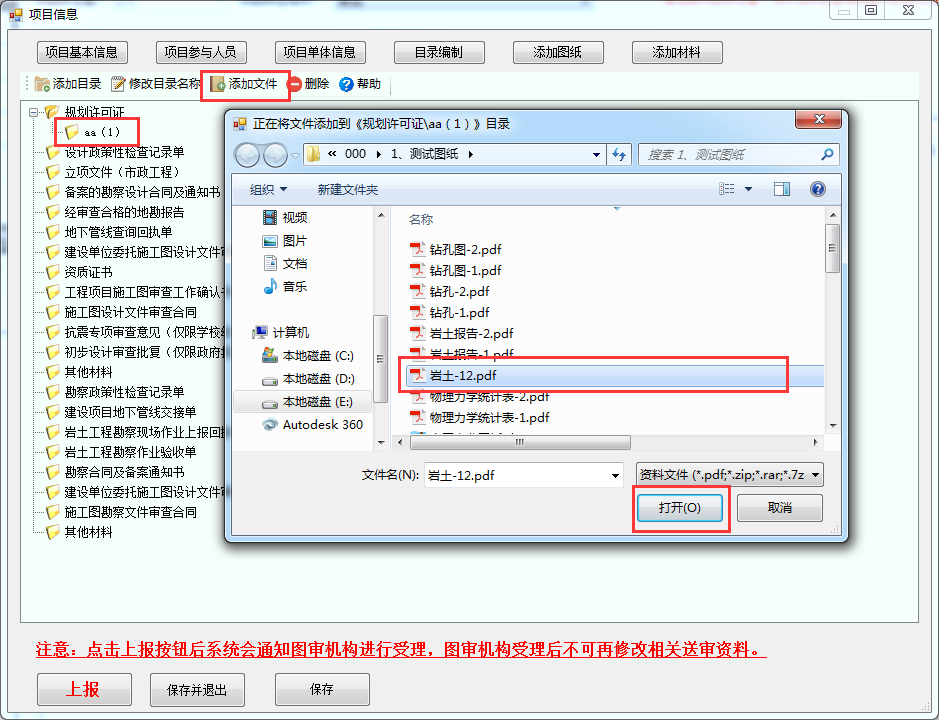 项目信息
项目基本信息
项目参与人员
项目单体信息
目录编制
添加图纸
添加材料
添加目录
修改目录名称
添加文件
删除
帮助
规划许可证
aa（1）
设计政策性检查记录单
立项文件（市政工程）
备案的勘察设计合同及通知书
经审查合格的地勘报告
地下管线查询回执单
建设单位委托施工图设计文件审
资质证书
工程项目施工图审查工作确认
施工图设计文件审查合同
抗震专项审查意见（仅限学校
初步设计审查批复（仅限政府
其他材料
勘察政策性检查记录单
建设项目地下管线交接单
岩土工程勘察现场作业上报回
岩土工程勘察作业验收单
勘察合同及备案通知书
建设单位委托施工图设计文件审
施工图勘察文件审查合同
其他材料
正在将文件添加到《规划许可证\aa（1）》目录
« 000 ▸ 1、测试图纸 ▸
搜索 1、测试图纸
组织
新建文件夹
视频
图片
文档
音乐
计算机
本地磁盘 (C:)
本地磁盘 (D:)
本地磁盘 (E:)
Autodesk 360
名称
钻孔图-2.pdf
钻孔图-1.pdf
钻孔-2.pdf
钻孔-1.pdf
岩土报告-2.pdf
岩土报告-1.pdf
岩土-12.pdf
物理力学统计表-2.pdf
物理力学统计表-1.pdf
文件名(N):
岩土-12.pdf
资料文件 (*.pdf;*.zip;*.rar;*.7z
打开(O)
取消
注意：点击上报按钮后系统会通知图审机构进行受理，图审机构受理后不可再修改相关送审资料。
上报
保存并退出
保存